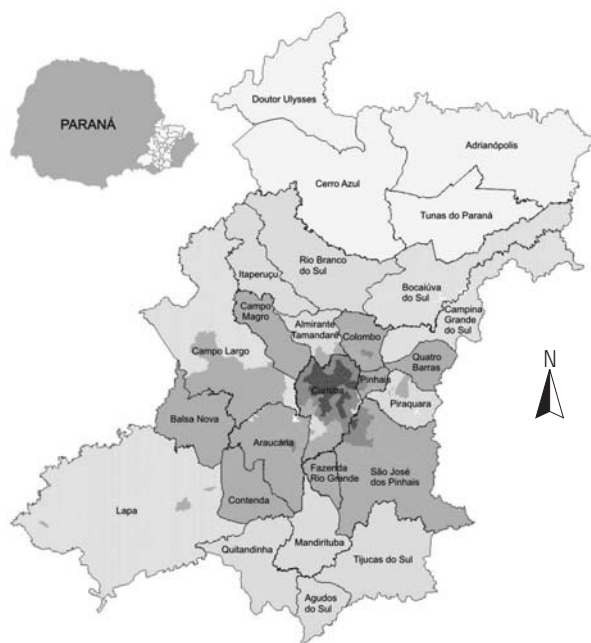 Doutor Ulysses
PARANÁ
Adrianópolis
Cerro Azul
Tunas do Paraná
Rio Branco
do Sul
Itaperuçu
Bocaiúva
do Sul
Campo
Magro
Almirante
Tamandaré
Colombo
Campina
Grande
do Sul
Campo Largo
Quatro
Barras
N
Curitiba
Pinhais
Piraquara
Balsa Nova
Araucária
Fazenda
Rio Grande
São José
dos Pinhais
Contenda
Lapa
Quitandinha
Mandirituba
Tijucas do Sul
Agudos
do Sul